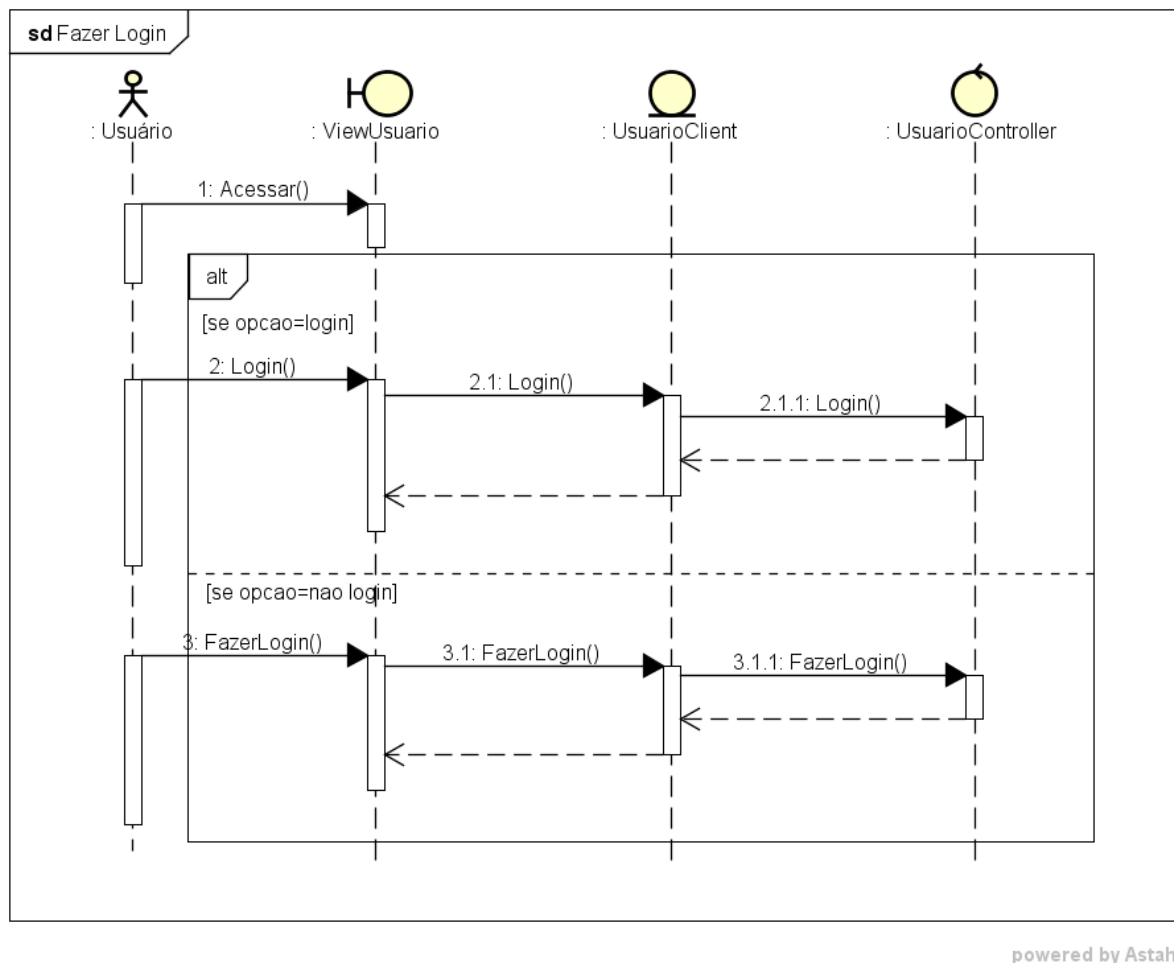 sd Fazer Login
: Usuário
: ViewUsuario
: UsuarioClient
: UsuarioController
1: Acessar()
alt
[se opcao=login]
2: Login()
2.1: Login()
2.1.1: Login()
[se opcao=nao login]
3: FazerLogin()
3.1: FazerLogin()
3.1.1: FazerLogin()
powered by Astah